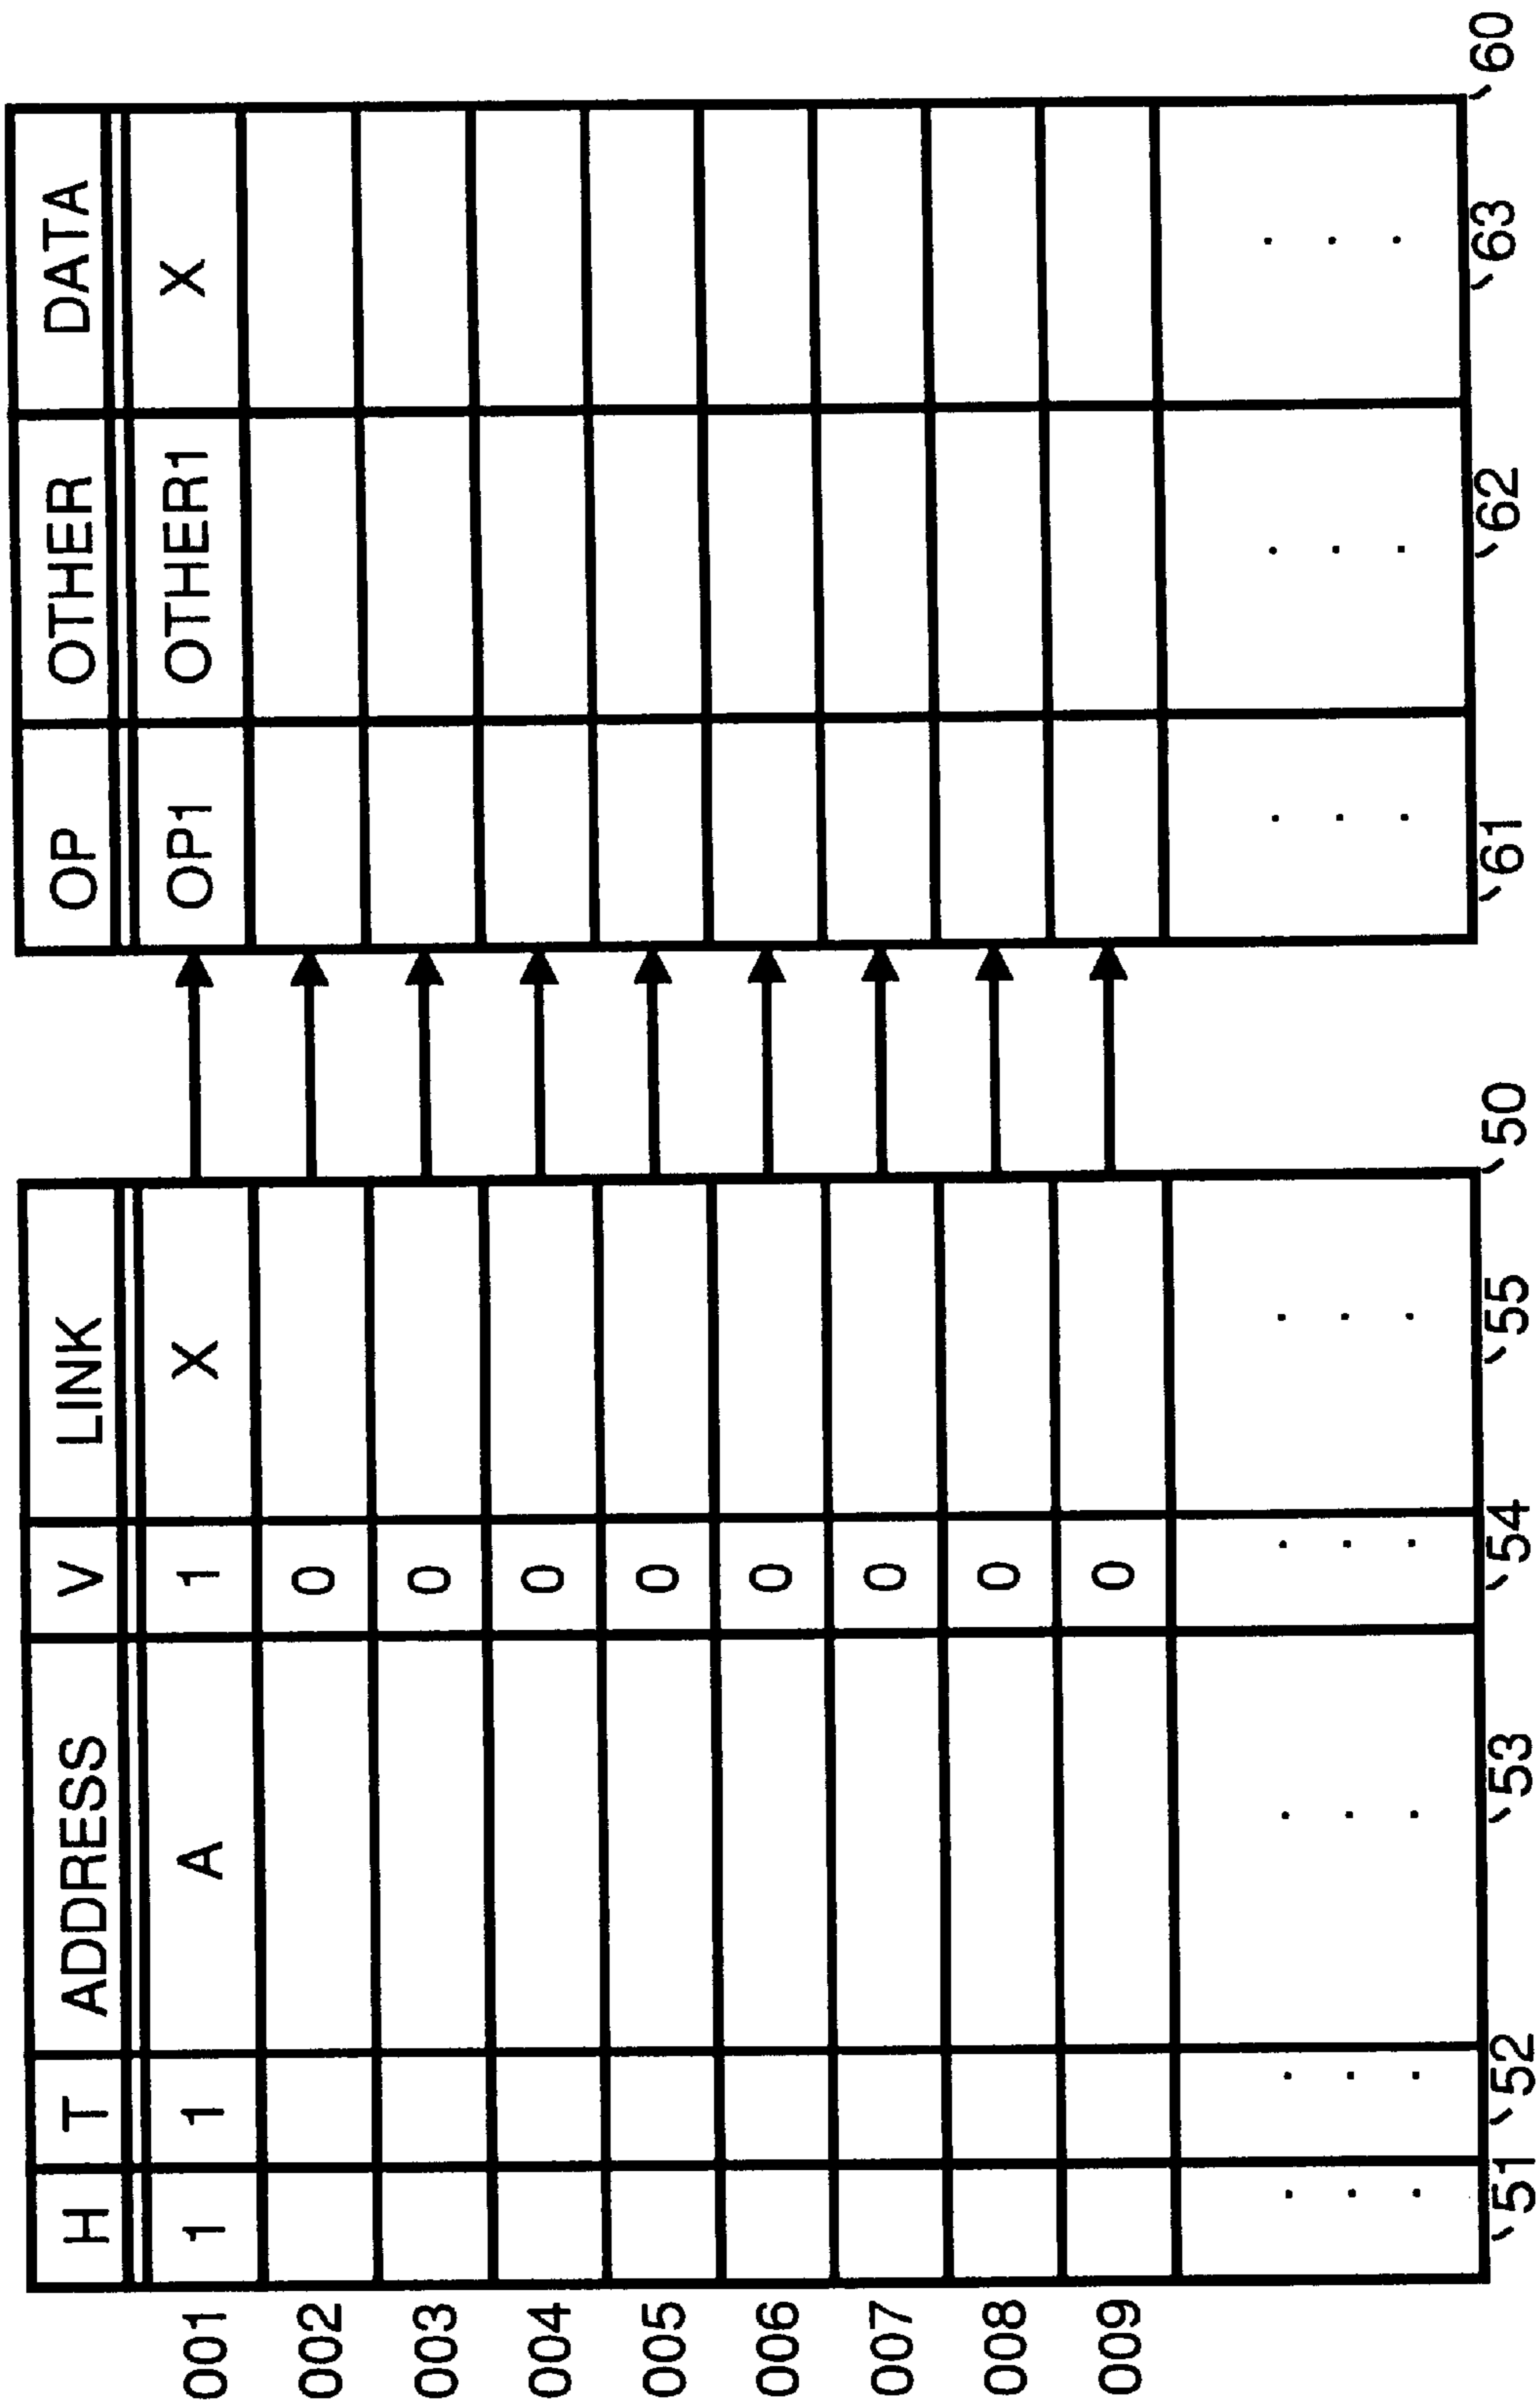 H T ADDRESS V LINK OP OTHER DATA
001 1 1 A 1 X OP1 OTHER1 X
002 0
003 0
004 0
005 0
006 0
007 0
008 0
009 0
. . . . . . . .
. . . . . . . .
. . . . . . . .
51 52 53 54 55 50 61 62 63 60